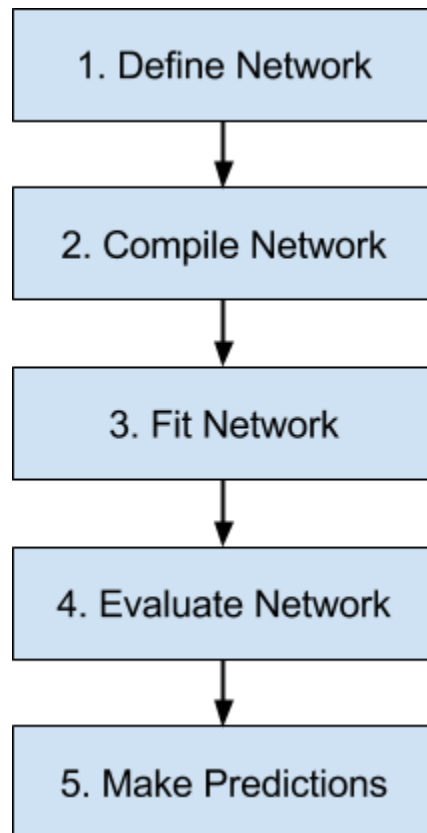 1. Define Network
2. Compile Network
3. Fit Network
4. Evaluate Network
5. Make Predictions